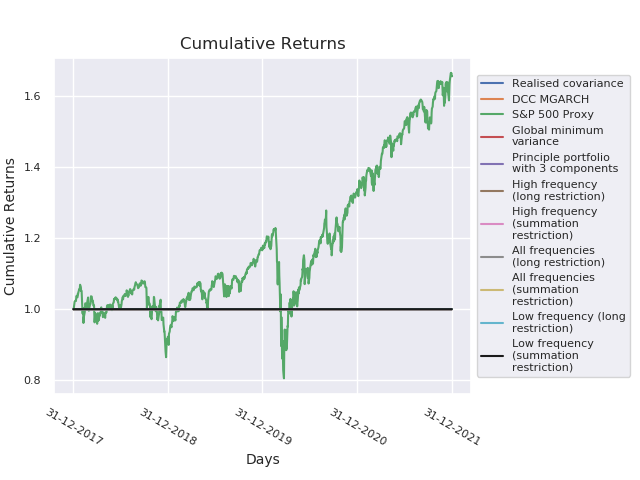 Cumulative Returns
Cumulative Returns
1.6
1.4
1.2
1.0
0.8
31-12-2017
31-12-2018
31-12-2019
31-12-2020
31-12-2021
Days
Realised covariance
DCC MGARCH
S&P 500 Proxy
Global minimum
variance
Principle portfolio
with 3 components
High frequency
(long restriction)
High frequency
(summation
restriction)
All frequencies
(long restriction)
All frequencies
(summation
restriction)
Low frequency (long
restriction)
Low frequency
(summation
restriction)